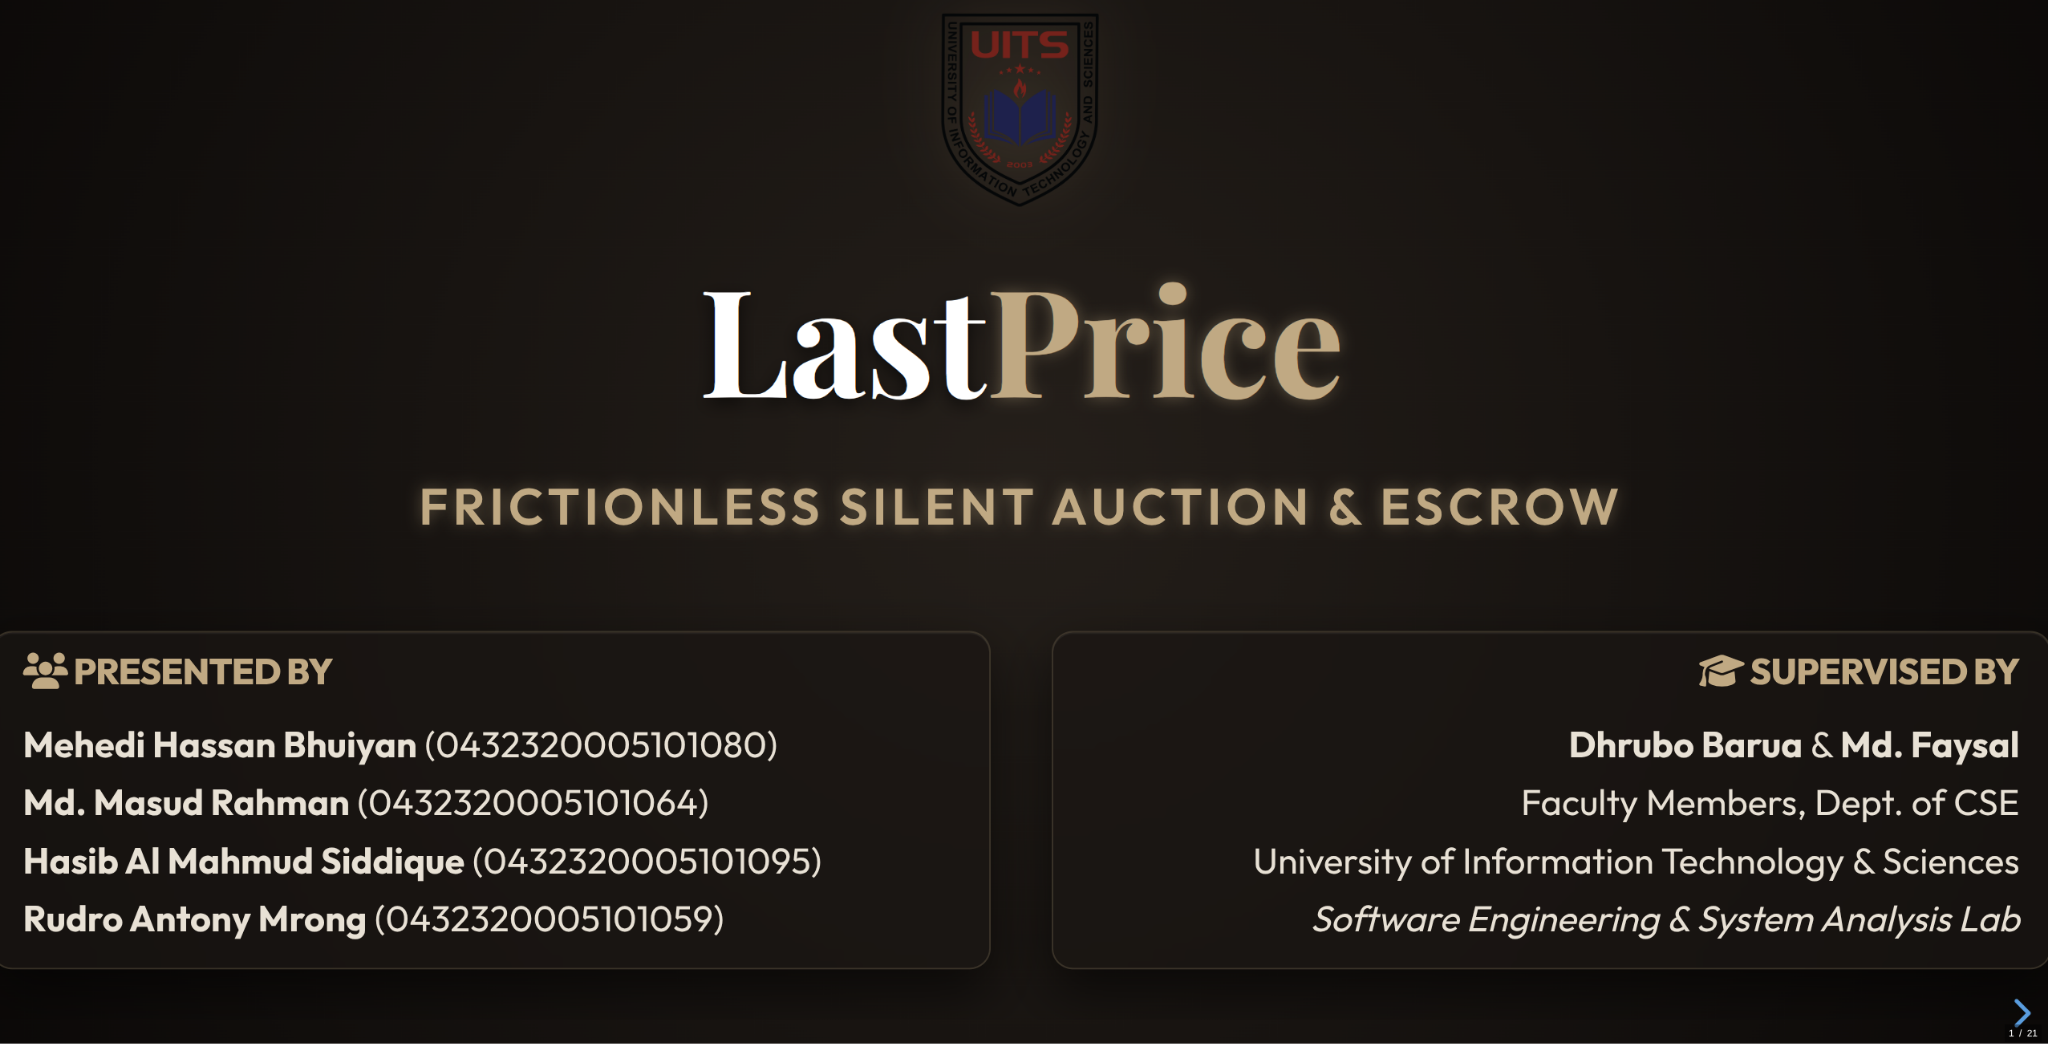 UITS
UNIVERSITY OF INFORMATION TECHNOLOGY AND SCIENCES
2003
LastPrice
FRICTIONLESS SILENT AUCTION & ESCROW
PRESENTED BY
Mehedi Hassan Bhuiyan (0432320005101080)
Md. Masud Rahman (0432320005101064)
Hasib Al Mahmud Siddique (0432320005101095)
Rudro Antony Mrong (0432320005101059)
SUPERVISED BY
Dhrubo Barua & Md. Faysal
Faculty Members, Dept. of CSE
University of Information Technology & Sciences
Software Engineering & System Analysis Lab
1 / 21